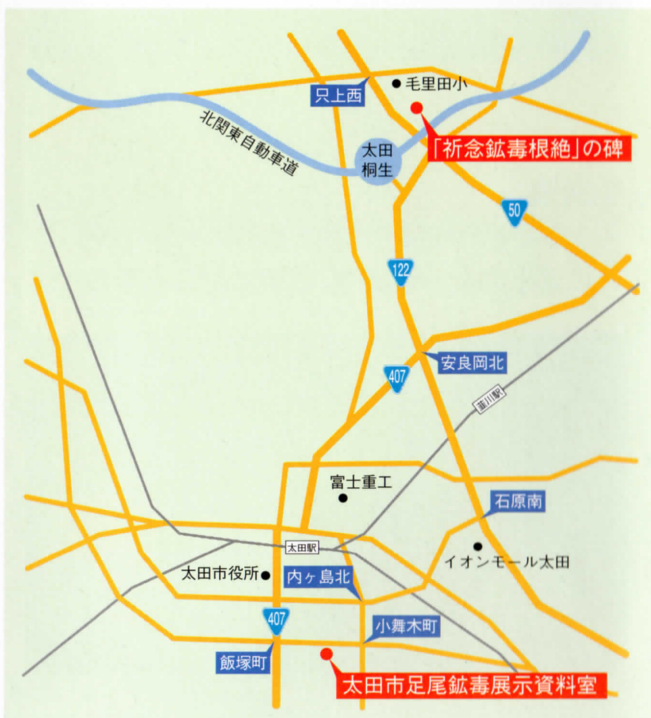 毛里田小
只上西
北関東自動車道
太田
桐生
「祈念鉱毒根絶」の碑
50
122
安良岡北
407
韮川駅
富士重工
石原南
太田駅
イオンモール太田
太田市役所
内ヶ島北
407
小舞木町
飯塚町
太田市足尾鉱毒展示資料室